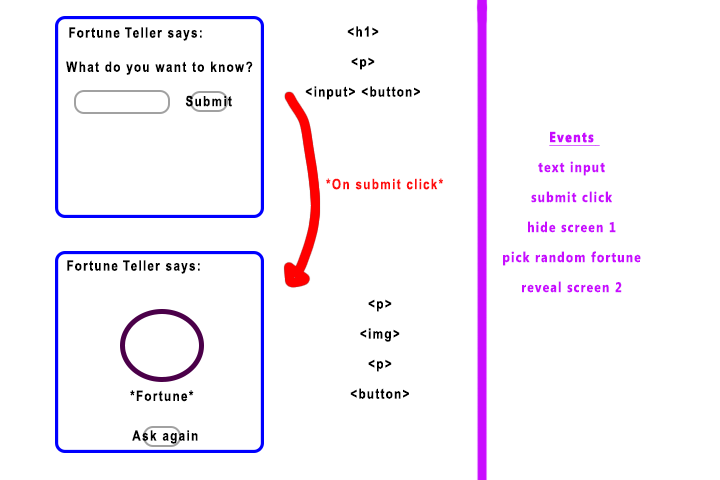 Fortune Teller says:
What do you want to know?
Submit
<h1>
<p>
<input> <button>
*On submit click*
Fortune Teller says:
*Fortune*
Ask again
<p>
<img>
<p>
<button>
Events
text input
submit click
hide screen 1
pick random fortune
reveal screen 2